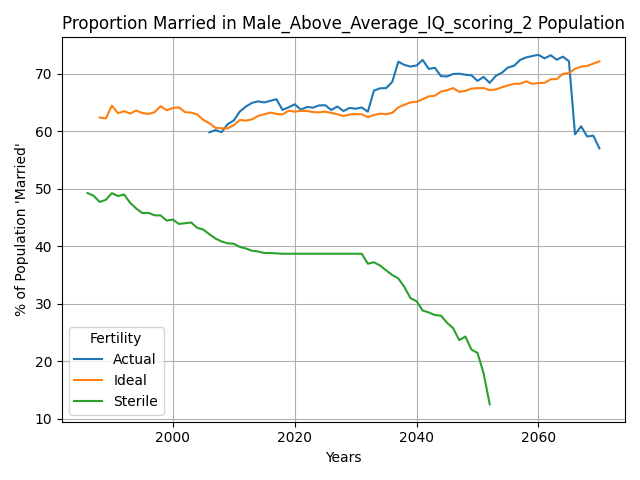 Proportion Married in Male_Above_Average_IQ_scoring_2 Population
% of Population 'Married'
70
60
50
40
30
20
10
Fertility
Actual
Ideal
Sterile
2000
2020
2040
2060
Years